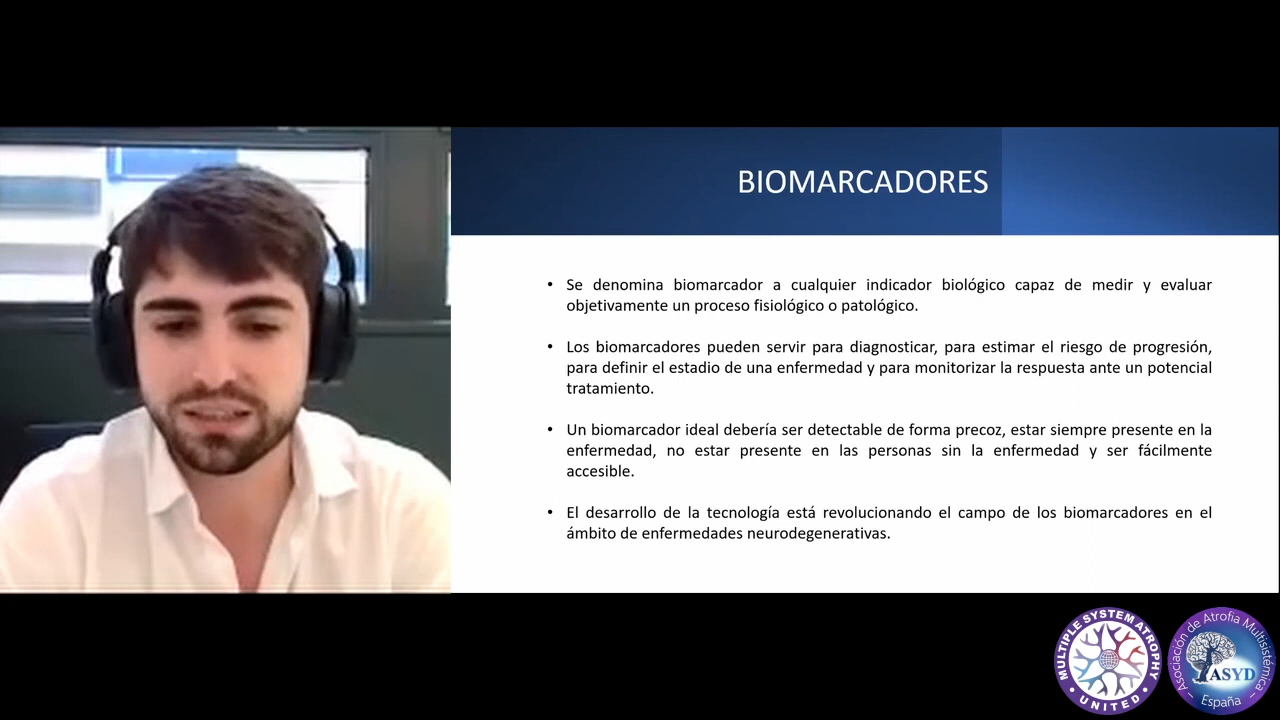 BIOMARCADORES
• Se denomina biomarcador a cualquier indicador biológico capaz de medir y evaluar
objetivamente un proceso fisiológico o patológico.
• Los biomarcadores pueden servir para diagnosticar, para estimar el riesgo de progresión,
para definir el estadio de una enfermedad y para monitorizar la respuesta ante un potencial
tratamiento.
• Un biomarcador ideal debería ser detectable de forma precoz, estar siempre presente en la
enfermedad, no estar presente en las personas sin la enfermedad y ser fácilmente
accesible.
• El desarrollo de la tecnología está revolucionando el campo de los biomarcadores en el
ámbito de enfermedades neurodegenerativas.
MULTIPLE SYSTEM ATROPHY
• UNITED •
Asociación de Atrofia Multisistémica
ASYD
España